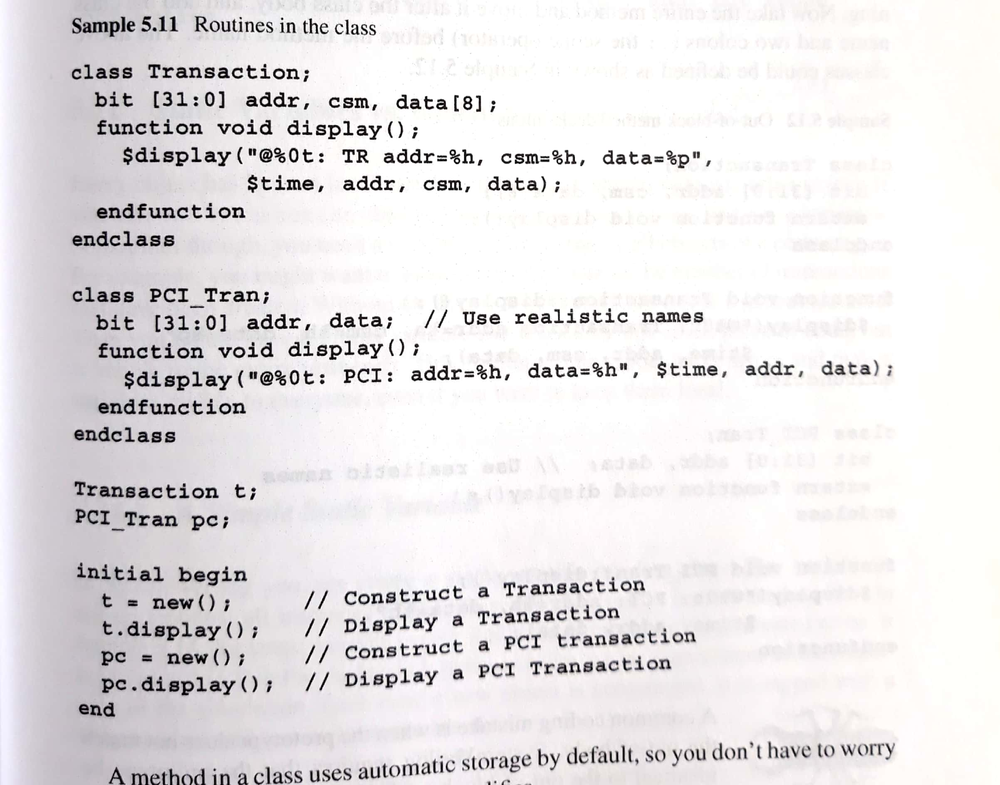 Sample 5.11 Routines in the class
class Transaction;
  bit [31:0] addr, csm, data[8];
  function void display();
    $display("@%0t: TR addr=%h, csm=%h, data=%p",
             $time, addr, csm, data);
  endfunction
endclass
class PCI_Tran;
  bit [31:0] addr, data;  // Use realistic names
  function void display();
    $display("@%0t: PCI: addr=%h, data=%h", $time, addr, data);
  endfunction
endclass
Transaction t;
PCI_Tran pc;
initial begin
  t = new();      // Construct a Transaction
  t.display();    // Display a Transaction
  pc = new();     // Construct a PCI transaction
  pc.display();   // Display a PCI Transaction
end
A method in a class uses automatic storage by default, so you don't have to worry